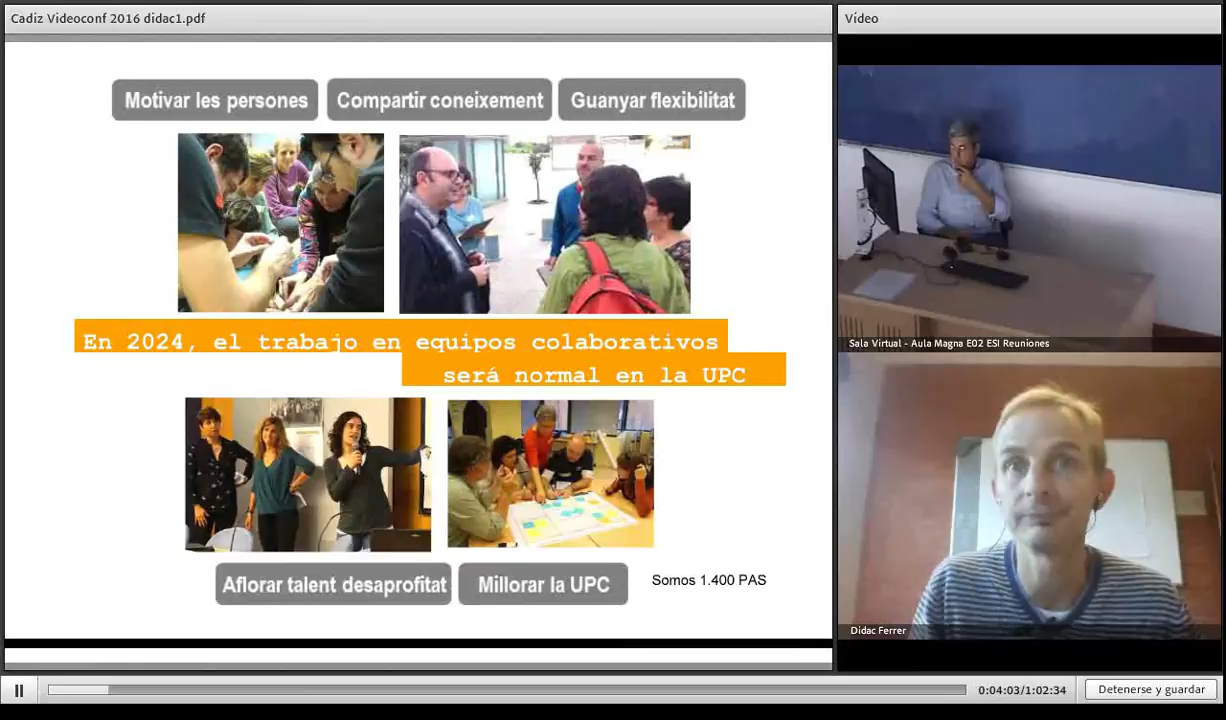 Cadiz Videoconf 2016 didac1.pdf
Vídeo
Motivar les persones
Compartir coneixement
Guanyar flexibilitat
En 2024, el trabajo en equipos colaborativos
será normal en la UPC
Aflorar talent desaprofitat
Millorar la UPC
Somos 1.400 PAS
Sala Virtual - Aula Magna E02 ESI Reuniones
Didac Ferrer
0:04:03/1:02:34
Detenerse y guardar